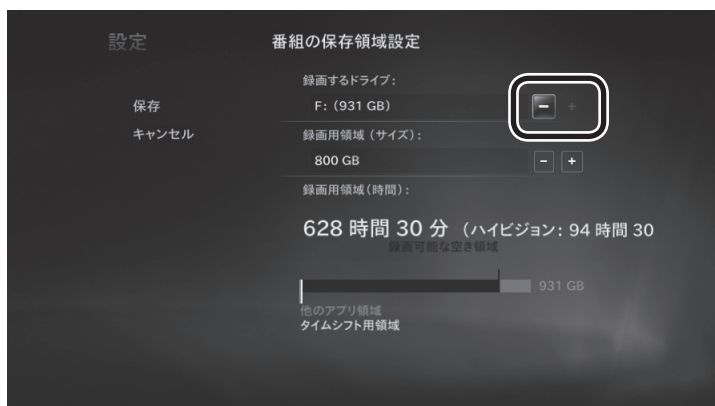 設定
番組の保存領域設定
録画するドライブ:
保存
F: (931 GB)
- +
キャンセル
録画用領域 (サイズ):
800 GB
- +
録画用領域(時間):
628 時間 30 分 (ハイビジョン: 94 時間 30
録画可能な空き領域
931 GB
他のアプリ領域
タイムシフト用領域